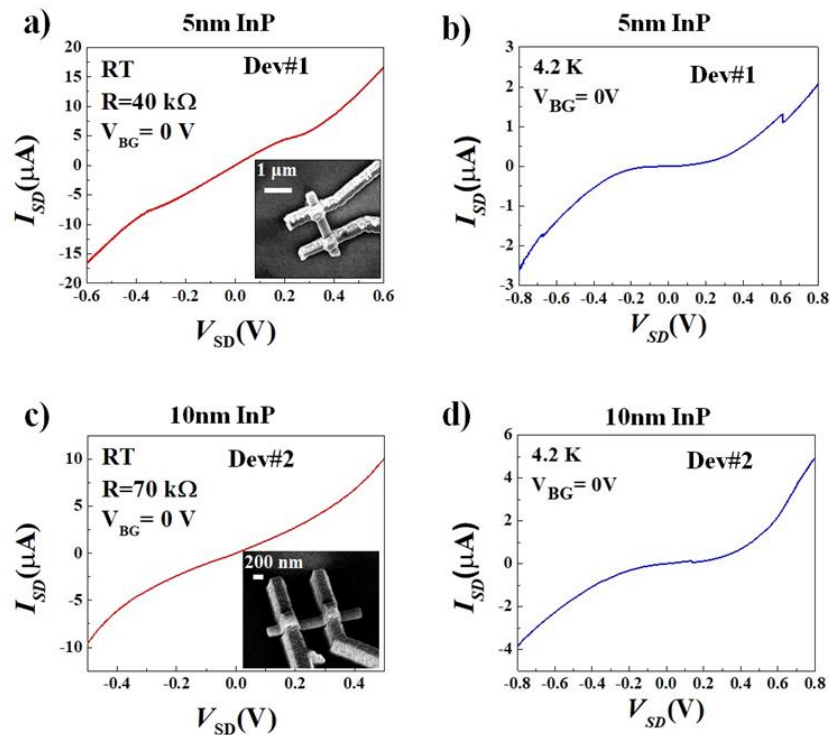 a) 5nm InP
20
15
10
5
0
-5
-10
-15
-20
RT
R=40 kΩ
V_BG= 0 V
Dev#1
1 μm
-0.6 -0.4 -0.2 0.0 0.2 0.4 0.6
I_SD(μA)
V_SD(V)
b) 5nm InP
3
2
1
0
-1
-2
-3
4.2 K
V_BG= 0V
Dev#1
-0.8 -0.6 -0.4 -0.2 0 0.2 0.4 0.6 0.8
I_SD(μA)
V_SD(V)
c) 10nm InP
10
5
0
-5
-10
RT
R=70 kΩ
V_BG= 0 V
Dev#2
200 nm
-0.4 -0.2 0.0 0.2 0.4
I_SD(μA)
V_SD(V)
d) 10nm InP
6
4
2
0
-2
-4
-6
4.2 K
V_BG= 0V
Dev#2
-0.8 -0.6 -0.4 -0.2 0.0 0.2 0.4 0.6 0.8
I_SD(μA)
V_SD(V)